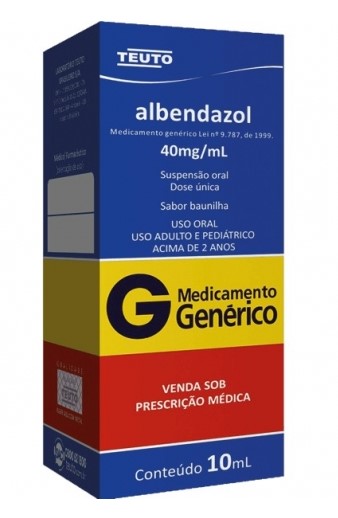 TEUTO
albendazol
Medicamento genérico Lei nº 9.787, de 1999.
40mg/mL
Suspensão oral
Dose única
Sabor baunilha
USO ORAL
USO ADULTO E PEDIÁTRICO
ACIMA DE 2 ANOS
G Medicamento
Genérico
VENDA SOB
PRESCRIÇÃO MÉDICA
Conteúdo 10mL
TEUTO